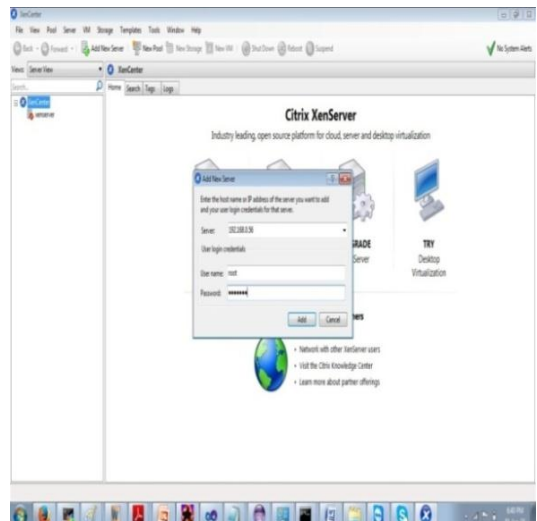 XenCenter
File View Pool Server VM Storage Templates Tools Window Help
Back Forward Add New Server New Pool New Storage New VM Shut Down Reboot Suspend No System Alerts
Views: Server View XenCenter
Search... Home Search Tags Logs
XenCenter
xenserver
Citrix XenServer
Industry leading, open source platform for cloud, server and desktop virtualization
Add New Server
Enter the host name or IP address of the server you want to add
and your user login credentials for that server.
Server:
User login credentials
User name: root
Password:
Add Cancel
GRADE
Server
TRY
Desktop
Virtualization
• Network with other XenServer users
• Visit the Citrix Knowledge Center
• Learn more about partner offerings